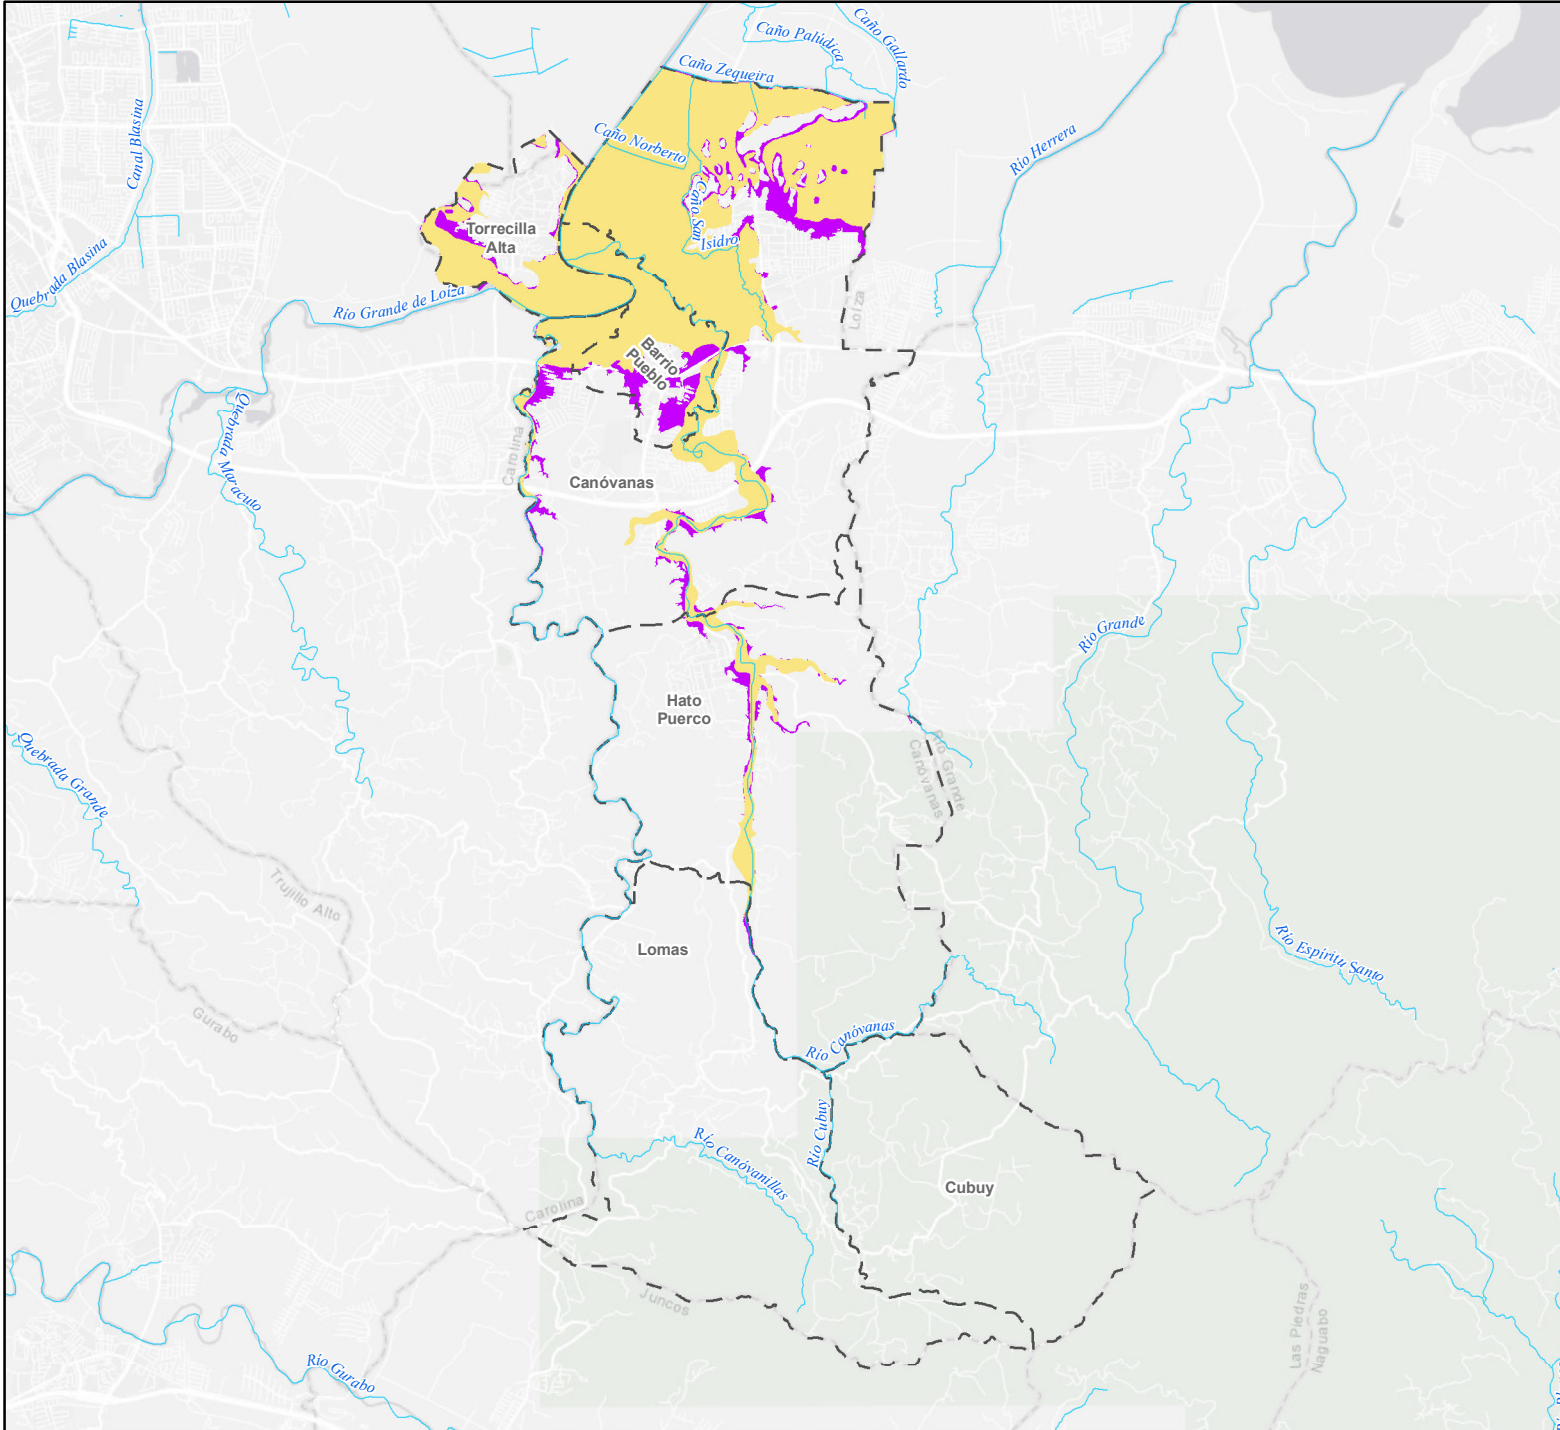 Caño Gallardo
Caño Palúdica
Caño Zequeira
Canal Blasina
Caño Norberto
Río Herrera
Caño San
Isidro
Torrecilla
Alta
Quebrada Blasina
Río Grande de Loíza
Loíza
Barrio
Pueblo
Quebrada Maracuto
Carolina
Canóvanas
Río Grande
Hato
Puerco
Quebrada Grande
Río Grande
Canóvanas
Trujillo Alto
Lomas
Río Espíritu Santo
Gurabo
Río Canóvanas
Río Cubuy
Río Canóvanillas
Cubuy
Carolina
Juncos
Las Piedras
Naguabo
Río Gurabo